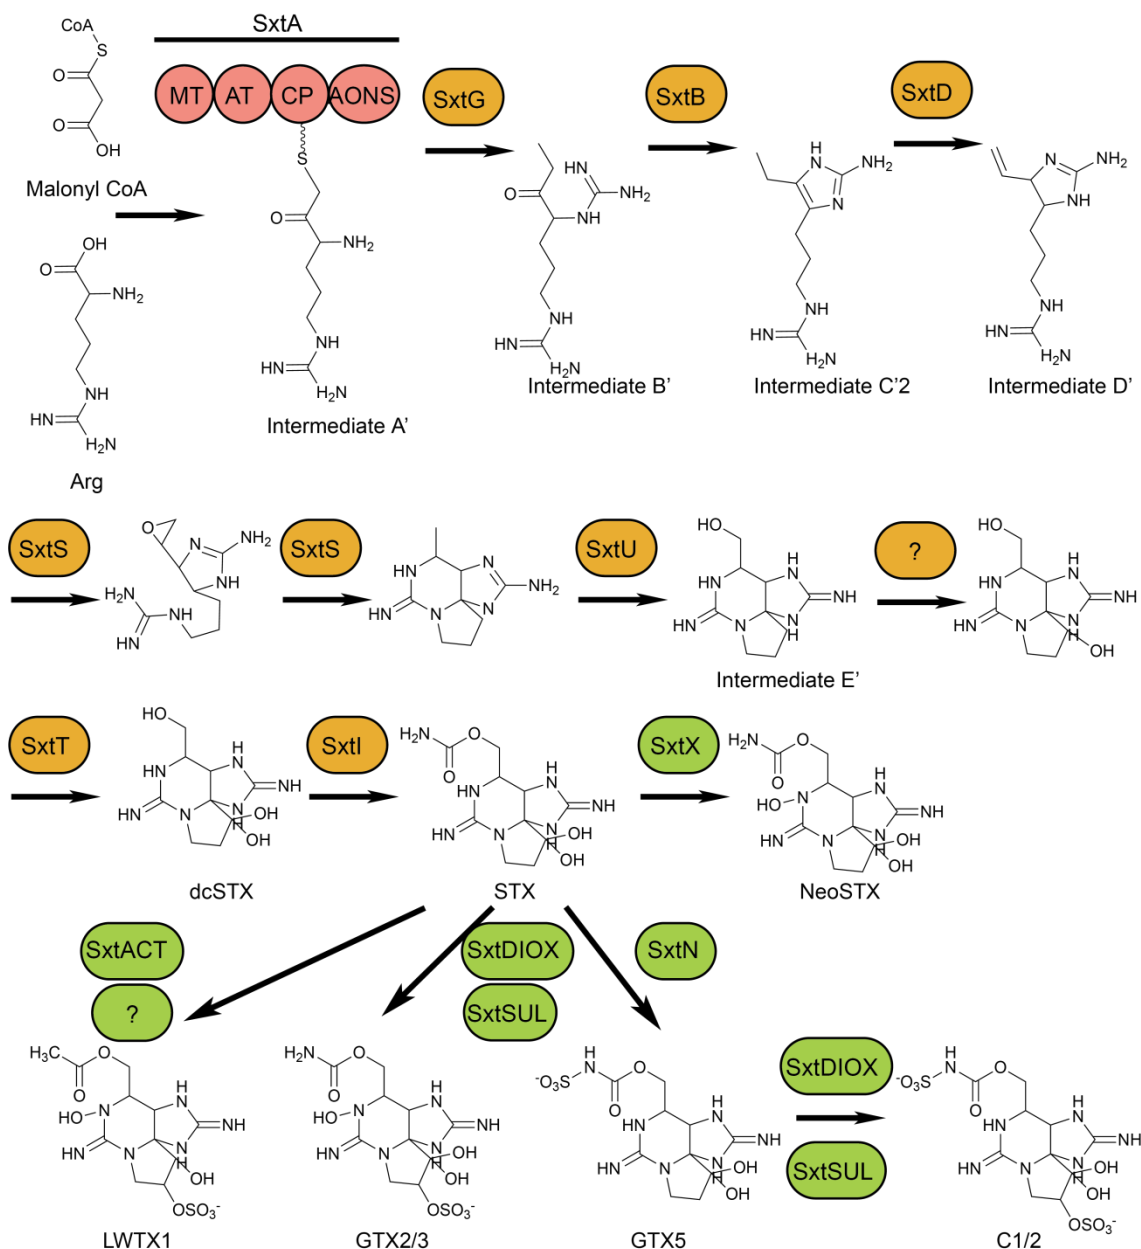 CoA
S
O
O
OH
Malonyl CoA
SxtA
MT AT CP AONS
S
O
NH₂
NH
HN
H₂N
Intermediate A'
OH
O
NH₂
NH
HN
H₂N
Arg
SxtG
NH
O
NH₂
NH
NH
HN
H₂N
Intermediate B'
SxtB
H
N
NH₂
N
NH
HN
H₂N
Intermediate C'2
SxtD
N
NH₂
NH
NH
HN
H₂N
Intermediate D'
SxtS
O
N
NH₂
NH
H₂N
NH
HN
SxtS
HN
N
NH₂
HN
N
N
SxtU
HO
H
HN
N
NH
HN
N
N
H
Intermediate E'
?
HO
H
HN
N
NH
HN
N
N
H
OH
SxtT
HO
H
HN
N
NH
HN
N
N
H
OH
OH
dcSTX
SxtI
H₂N
O
O
H
HN
N
NH
HN
N
N
H
OH
OH
STX
SxtX
H₂N
O
O
H
HO
N
N
NH
HN
N
N
H
OH
OH
NeoSTX
SxtACT
?
H₃C
O
O
H
HO
N
N
NH
HN
N
N
H
OH
OSO₃⁻
LWTX1
SxtDIOX
SxtSUL
H₂N
O
O
H
HO
N
N
NH
HN
N
N
H
OH
OH
OSO₃⁻
GTX2/3
SxtN
H
⁻O₃S
N
O
O
H
HN
N
NH
HN
N
N
H
OH
OH
GTX5
SxtDIOX
SxtSUL
H
⁻O₃S
N
O
O
H
HN
N
NH
HN
N
N
H
OH
OH
OSO₃⁻
C1/2